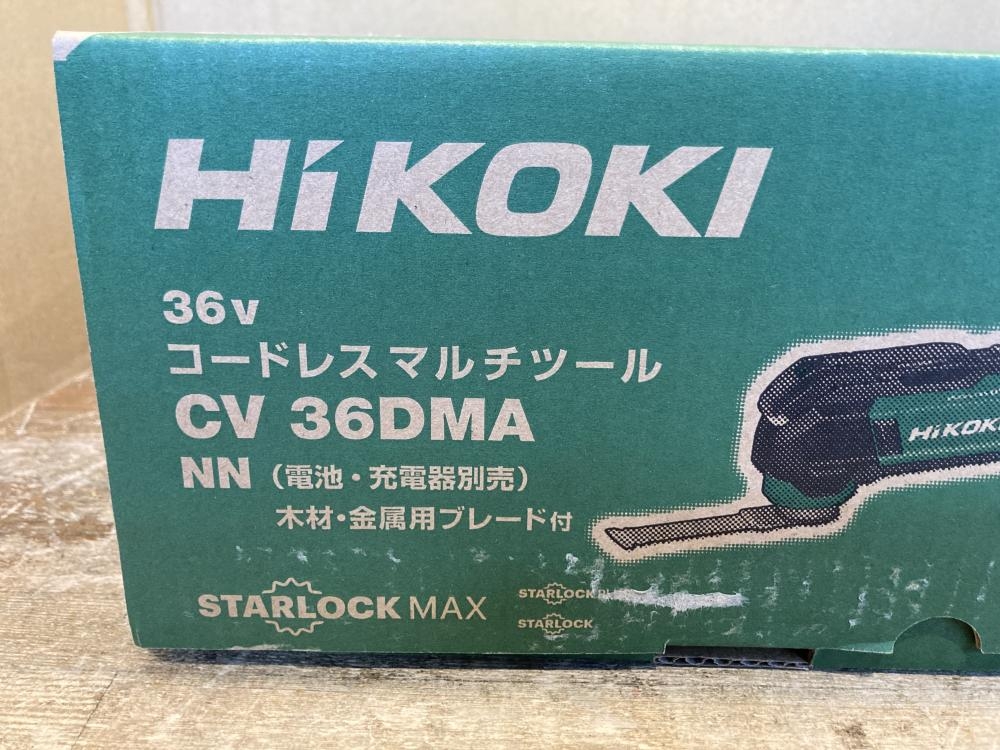 HiKOKI
36v
コードレスマルチツール
CV 36DMA
NN (電池・充電器別売)
木材・金属用ブレード付
HiKOKI
STARLOCK MAX
STARLOCK
STARLOCK